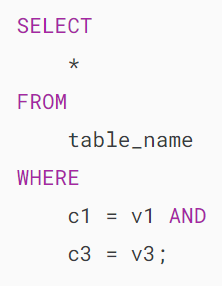 SELECT
    *
FROM
    table_name
WHERE
    c1 = v1 AND
    c3 = v3;